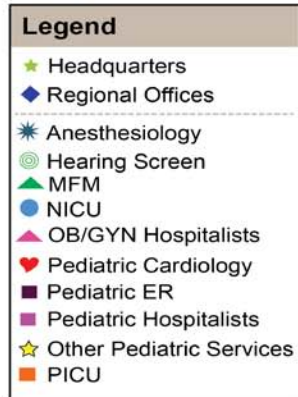 Legend
Headquarters
Regional Offices
Anesthesiology
Hearing Screen
MFM
NICU
OB/GYN Hospitalists
Pediatric Cardiology
Pediatric ER
Pediatric Hospitalists
Other Pediatric Services
PICU